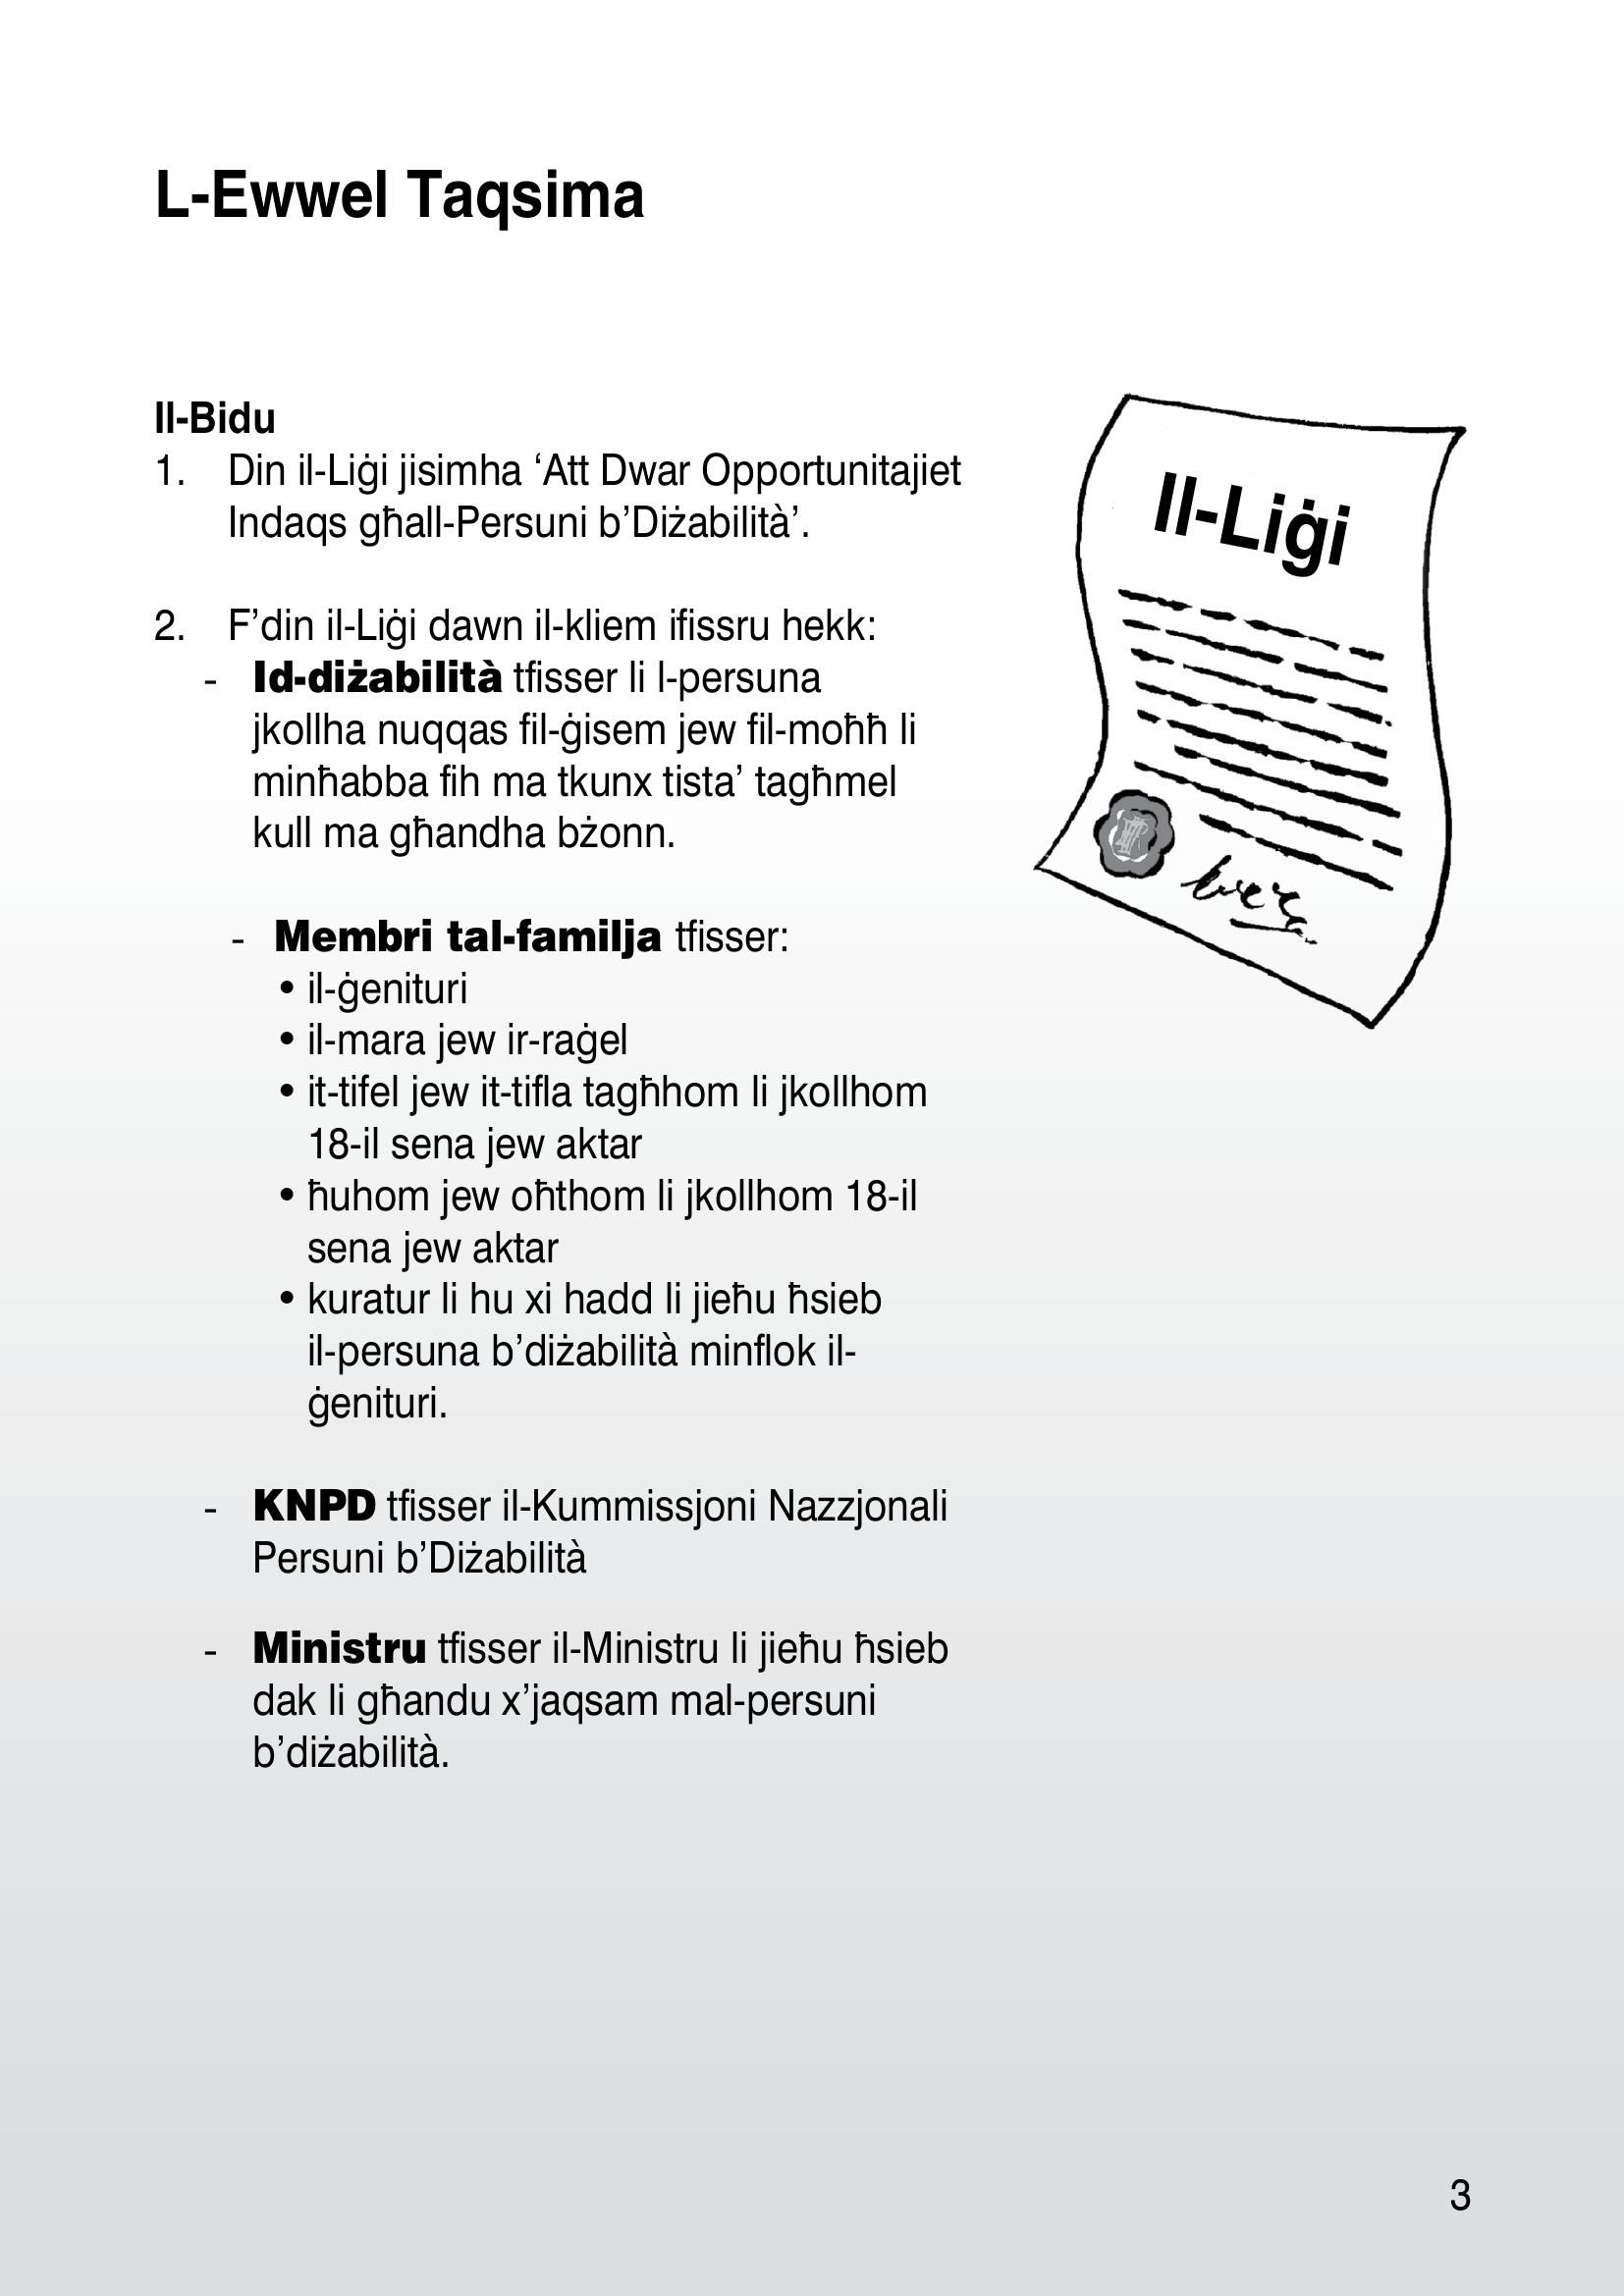 L-Ewwel Taqsima
Il-Bidu
1. Din il-Liġi jisimha ‘Att Dwar Opportunitajiet
Indaqs għall-Persuni b’Diżabilità’.
2. F’din il-Liġi dawn il-kliem ifissru hekk:
- Id-diżabilità tfisser li l-persuna
jkollha nuqqas fil-ġisem jew fil-moħħ li
minħabba fih ma tkunx tista’ tagħmel
kull ma għandha bżonn.
- Membri tal-familja tfisser:
• il-ġenituri
• il-mara jew ir-raġel
• it-tifel jew it-tifla tagħhom li jkollhom
18-il sena jew aktar
• ħuhom jew oħthom li jkollhom 18-il
sena jew aktar
• kuratur li hu xi hadd li jieħu ħsieb
il-persuna b’diżabilità minflok il-
ġenituri.
- KNPD tfisser il-Kummissjoni Nazzjonali
Persuni b’Diżabilità
- Ministru tfisser il-Ministru li jieħu ħsieb
dak li għandu x’jaqsam mal-persuni
b’diżabilità.
Il-Liġi
3